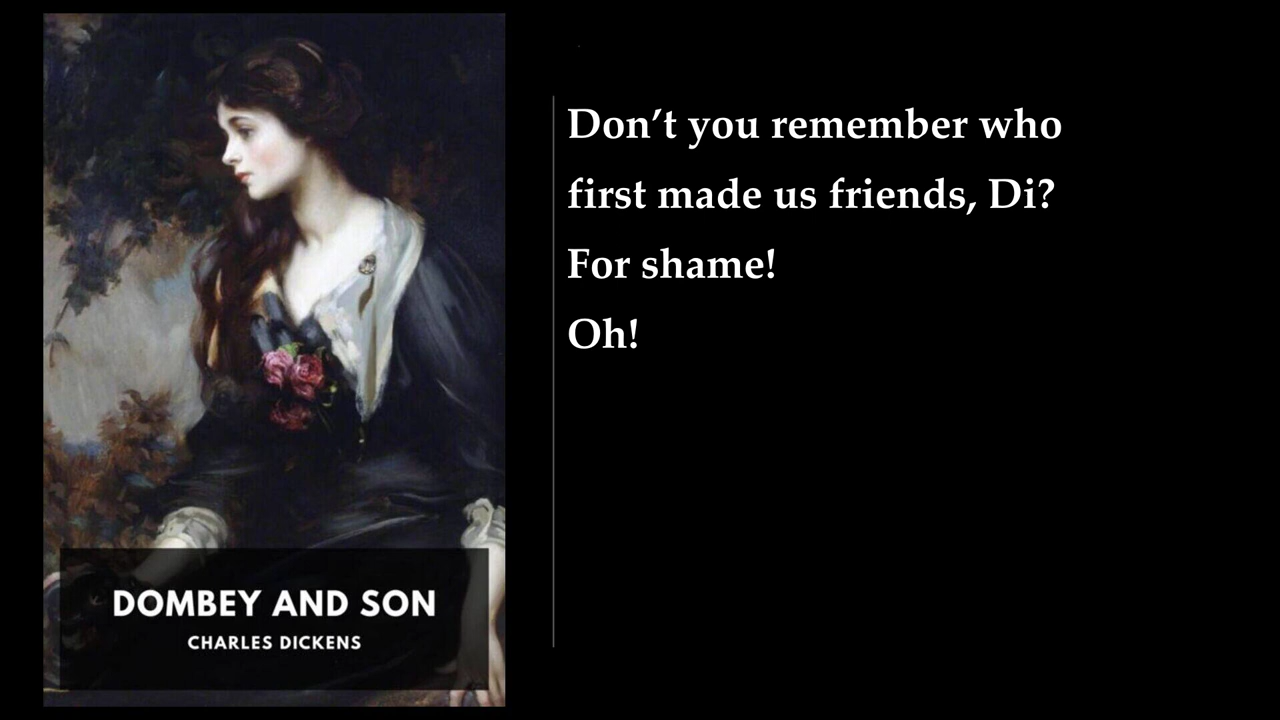 Don’t you remember who
first made us friends, Di?
For shame!
Oh!
DOMBEY AND SON
CHARLES DICKENS